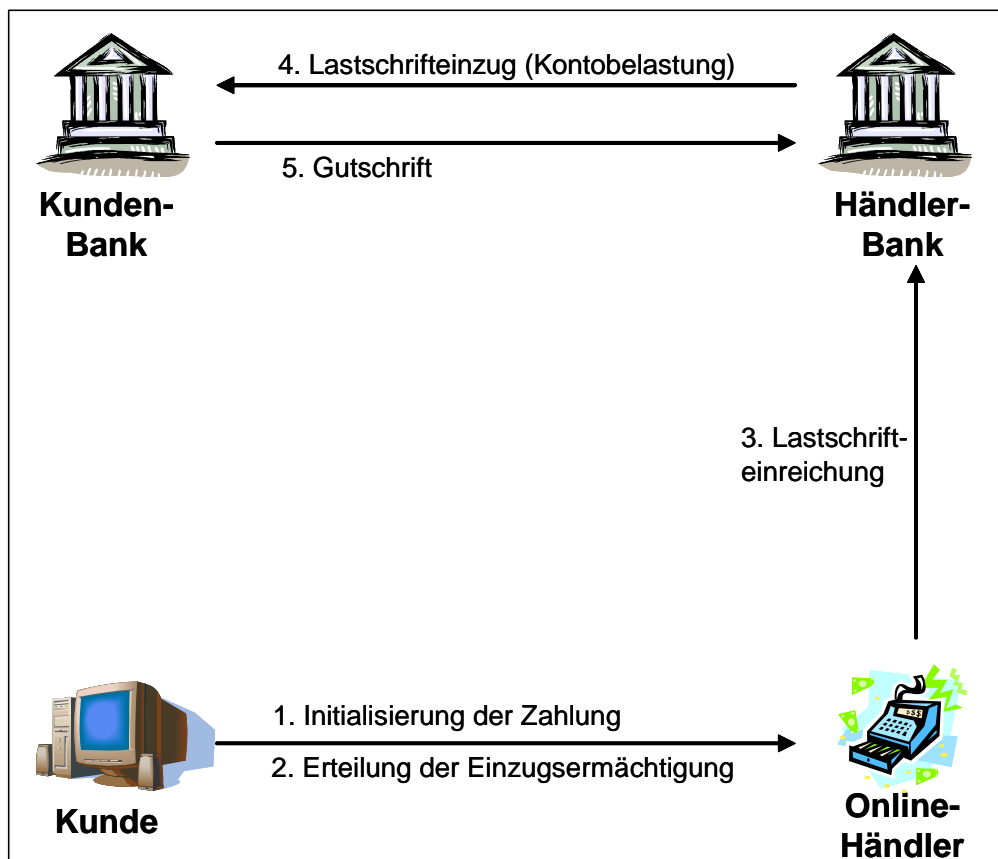 4. Lastschrifteinzug (Kontobelastung)
5. Gutschrift
Kunden-
Bank
Händler-
Bank
3. Lastschrift-
einreichung
1. Initialisierung der Zahlung
2. Erteilung der Einzugsermächtigung
Kunde
Online-
Händler